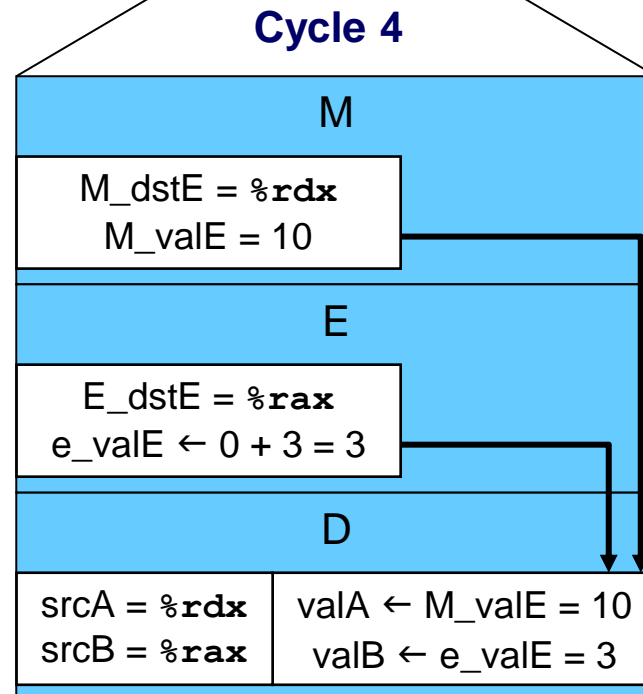 Cycle 4
M
M_dstE = %rdx
M_valE = 10
E
E_dstE = %rax
e_valE ← 0 + 3 = 3
D
srcA = %rdx
srcB = %rax
valA ← M_valE = 10
valB ← e_valE = 3